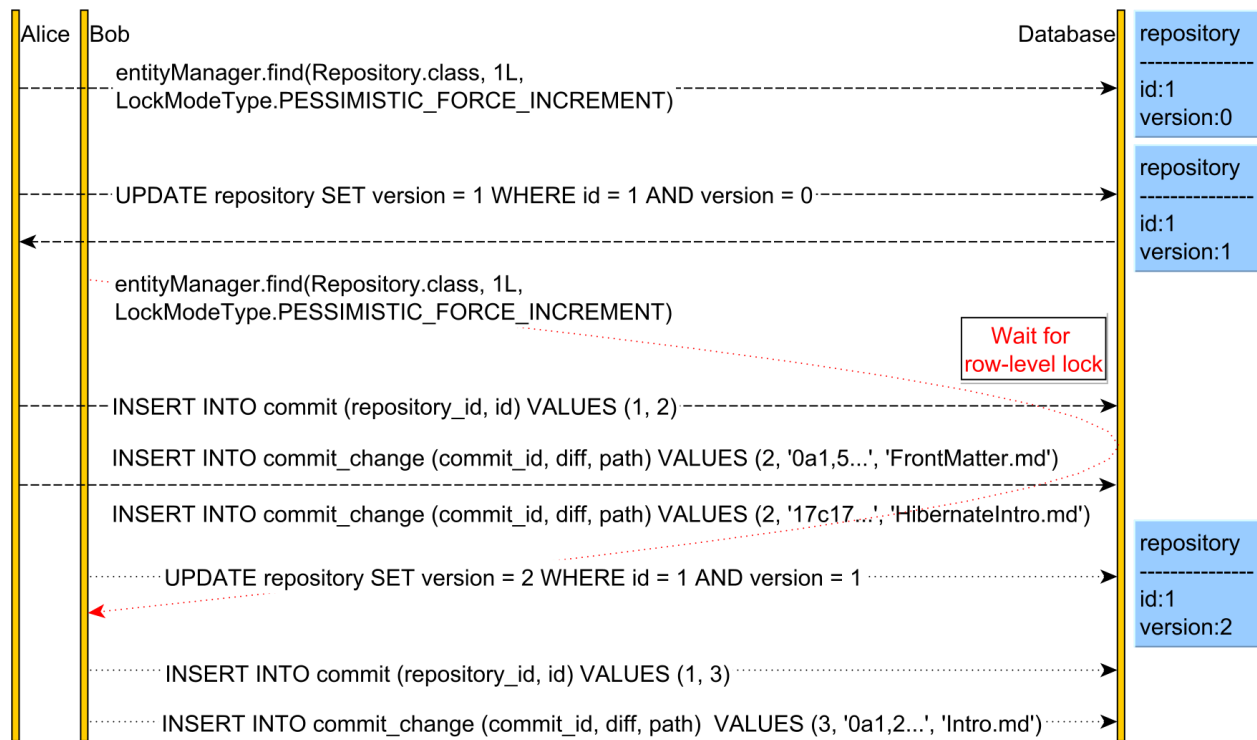 Alice
Bob
Database
repository
---------------
id:1
version:0
entityManager.find(Repository.class, 1L,
LockModeType.PESSIMISTIC_FORCE_INCREMENT)
repository
---------------
id:1
version:1
UPDATE repository SET version = 1 WHERE id = 1 AND version = 0
entityManager.find(Repository.class, 1L,
LockModeType.PESSIMISTIC_FORCE_INCREMENT)
Wait for
row-level lock
INSERT INTO commit (repository_id, id) VALUES (1, 2)
INSERT INTO commit_change (commit_id, diff, path) VALUES (2, '0a1,5...', 'FrontMatter.md')
INSERT INTO commit_change (commit_id, diff, path) VALUES (2, '17c17...', 'HibernateIntro.md')
repository
---------------
id:1
version:2
UPDATE repository SET version = 2 WHERE id = 1 AND version = 1
INSERT INTO commit (repository_id, id) VALUES (1, 3)
INSERT INTO commit_change (commit_id, diff, path)  VALUES (3, '0a1,2...', 'Intro.md')